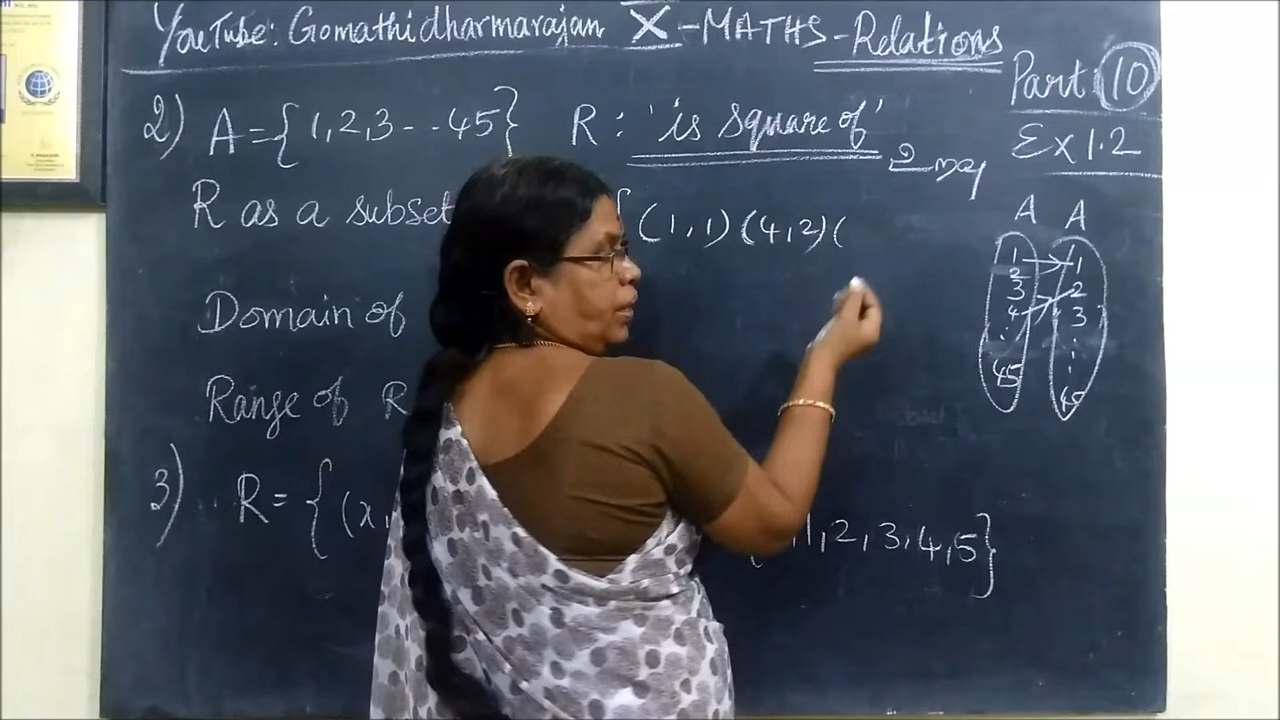 YouTube: Gomathidharmarajan X - MATHS - Relations
Part: 10
2) A = { 1, 2, 3 - - . 45 } R : 'is square of'
2 may
Ex 1.2
R as a subset { (1, 1) (4, 2) (
A A
1 1
2
3 2
4 3
45
Domain of
Range of R
3) R = { (x, 1, 2, 3, 4, 5 }